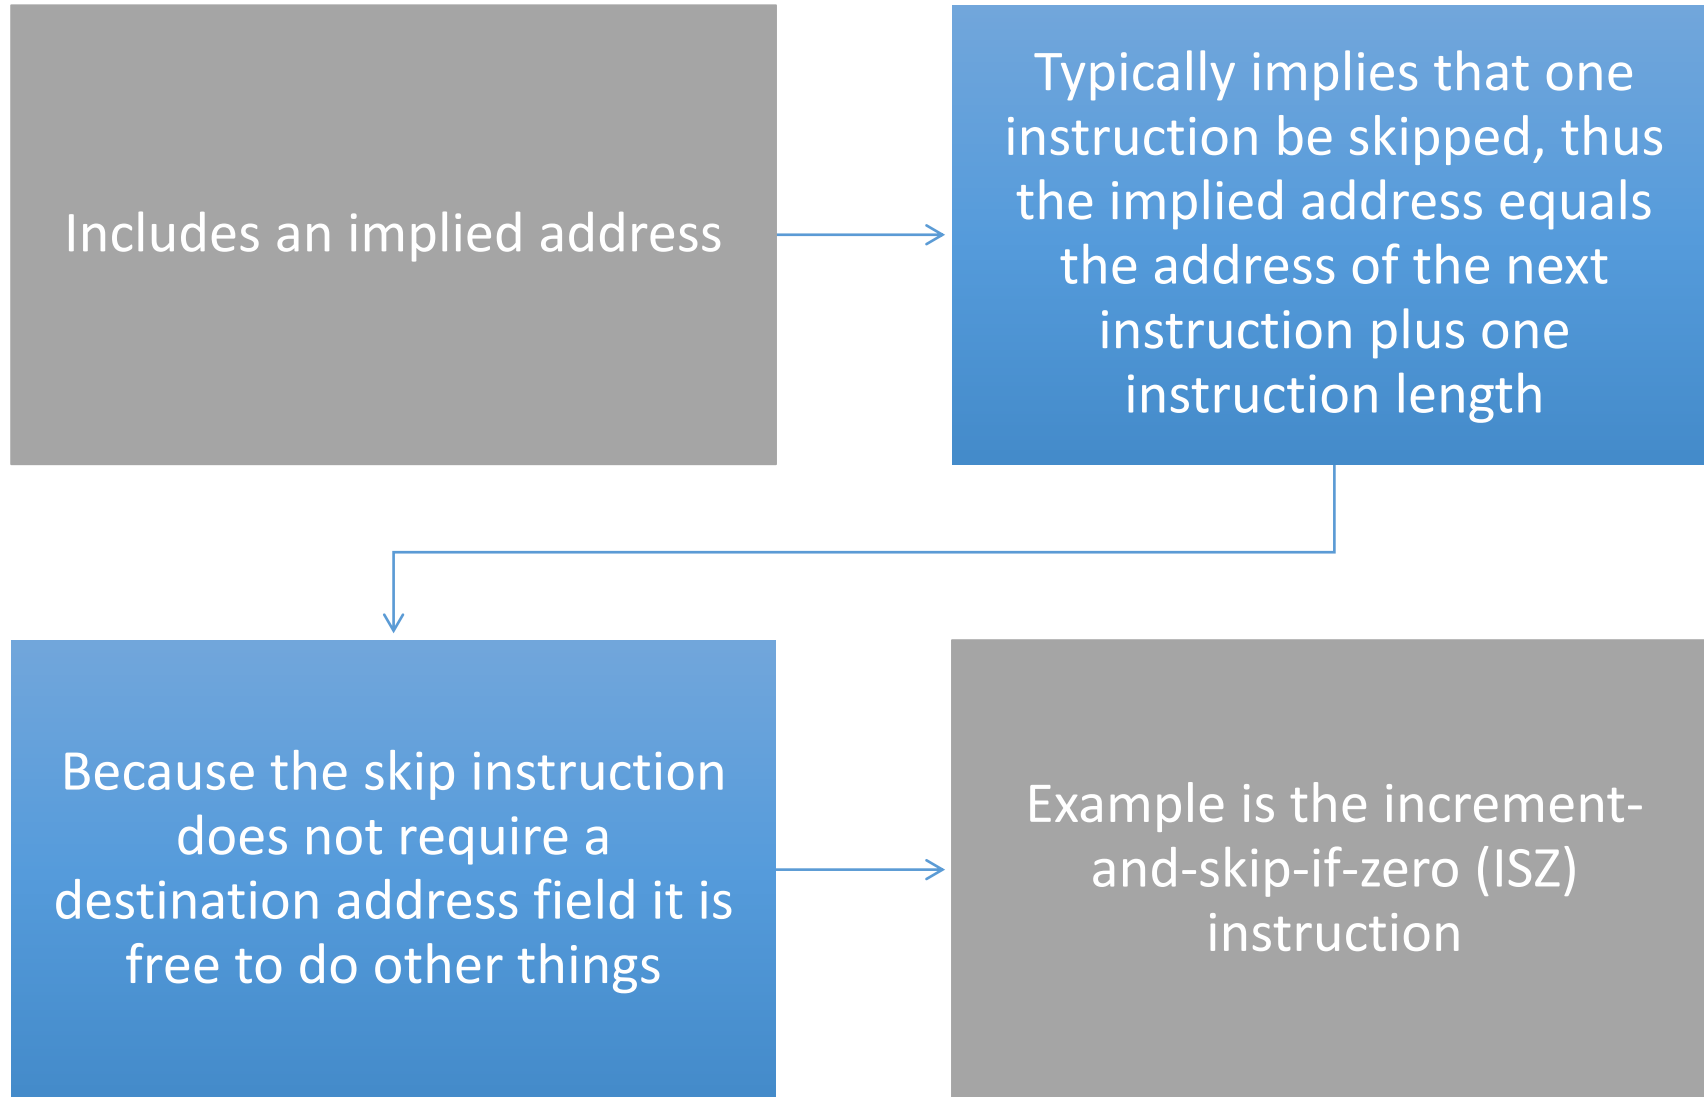 Includes an implied address
Typically implies that one
instruction be skipped, thus
the implied address equals
the address of the next
instruction plus one
instruction length
Because the skip instruction
does not require a
destination address field it is
free to do other things
Example is the increment-
and-skip-if-zero (ISZ)
instruction